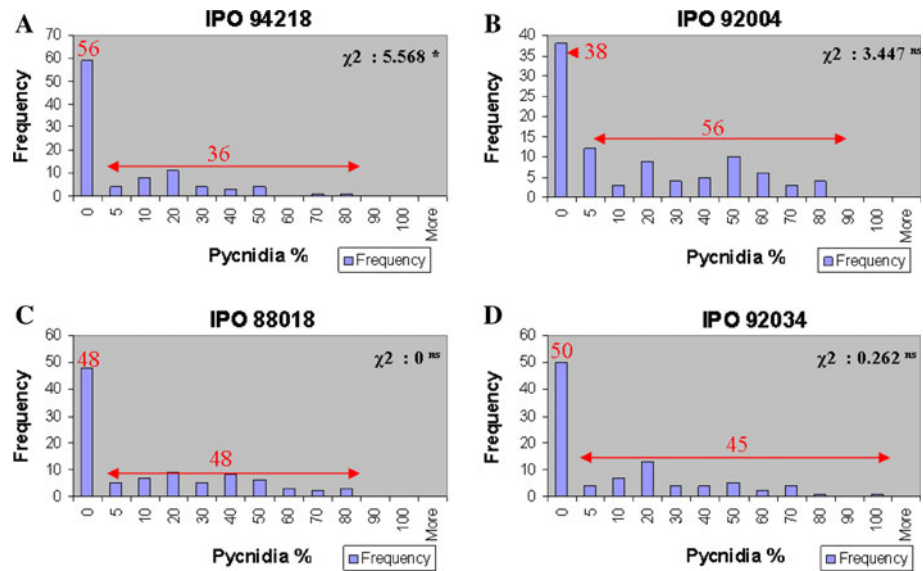 A
IPO 94218
Frequency
70
60
50
40
30
20
10
0
56
36
χ2 : 5.568 *
0 5 10 20 30 40 50 60 70 80 90 100 More
Pycnidia %
Frequency
B
IPO 92004
Frequency
40
35
30
25
20
15
10
5
0
38
56
χ2 : 3.447 ns
0 5 10 20 30 40 50 60 70 80 90 100 More
Pycnidia %
Frequency
C
IPO 88018
Frequency
60
50
40
30
20
10
0
48
48
χ2 : 0 ns
0 5 10 20 30 40 50 60 70 80 90 100 More
Pycnidia %
Frequency
D
IPO 92034
Frequency
60
50
40
30
20
10
0
50
45
χ2 : 0.262 ns
0 5 10 20 30 40 50 60 70 80 90 100 More
Pycnidia %
Frequency